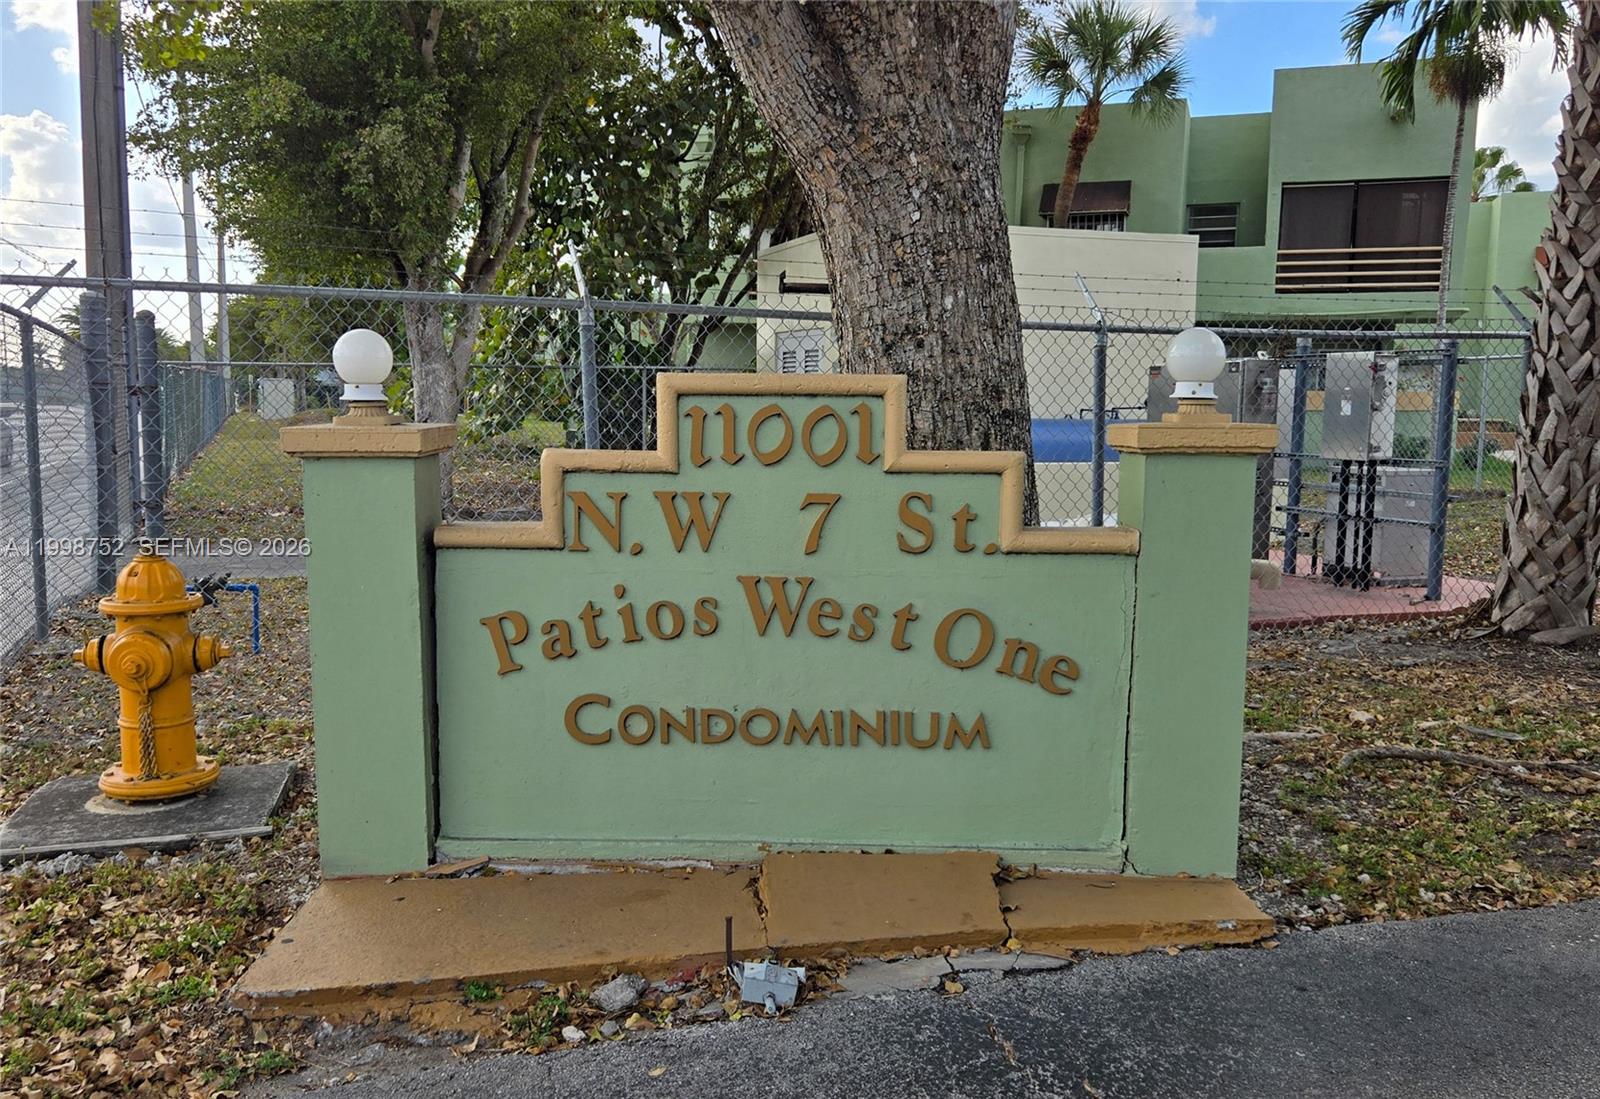 11001
N.W 7 St.
Patios West One
CONDOMINIUM
A11998752 SEFMLS© 2026